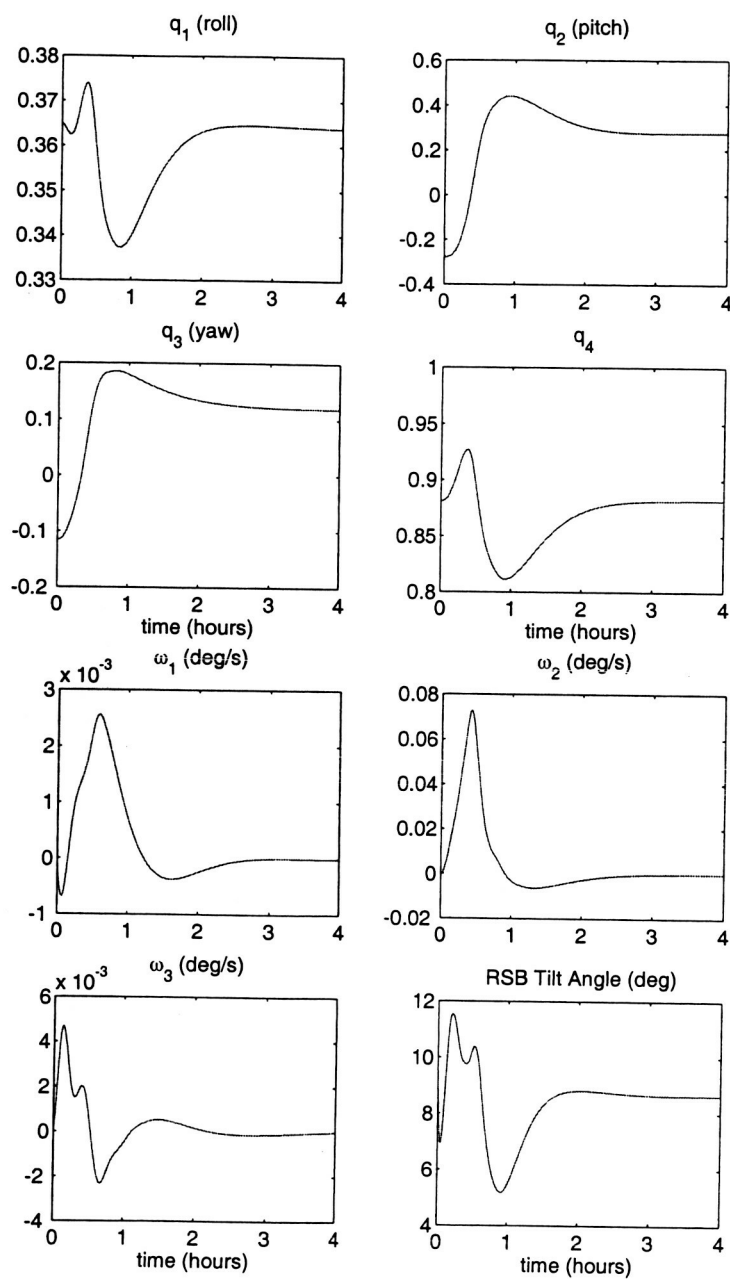 q1 (roll)
0.38
0.37
0.36
0.35
0.34
0.33
0 1 2 3 4
q2 (pitch)
0.6
0.4
0.2
0
-0.2
-0.4
0 1 2 3 4
q3 (yaw)
0.2
0.1
0
-0.1
-0.2
0 1 2 3 4
time (hours)
q4
1
0.95
0.9
0.85
0.8
0 1 2 3 4
time (hours)
x 10-3 ω1 (deg/s)
3
2
1
0
-1
0 1 2 3 4
ω2 (deg/s)
0.08
0.06
0.04
0.02
0
-0.02
0 1 2 3 4
x 10-3 ω3 (deg/s)
6
4
2
0
-2
-4
0 1 2 3 4
time (hours)
RSB Tilt Angle (deg)
12
10
8
6
4
0 1 2 3 4
time (hours)